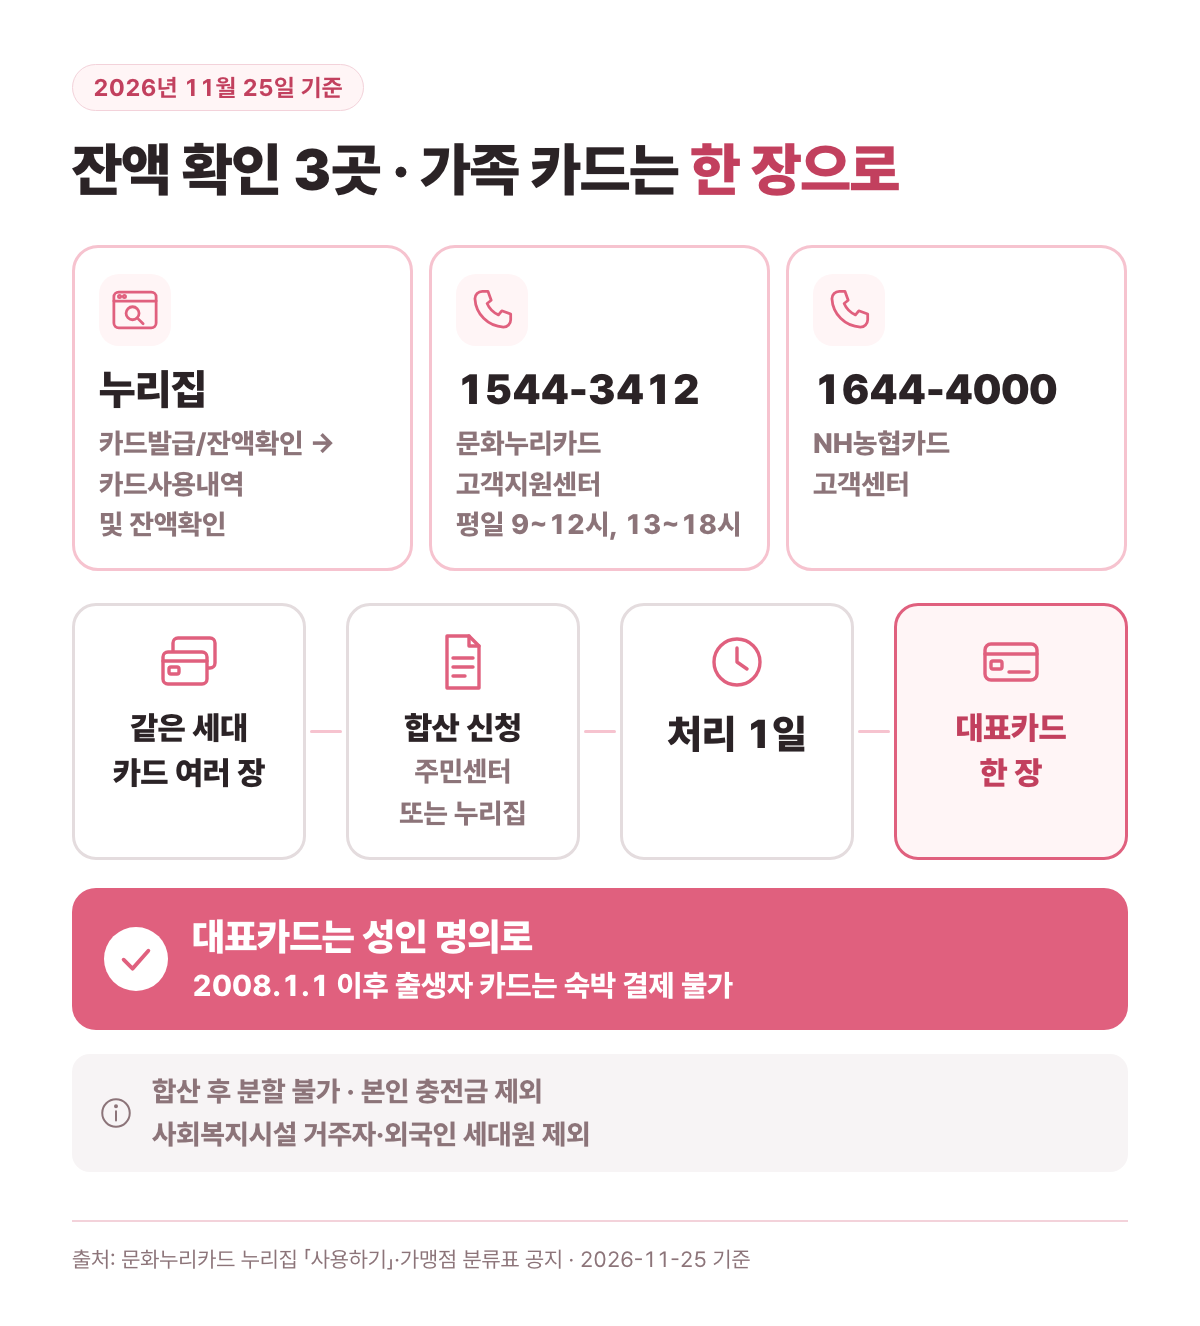 2026년 11월 25일 기준
잔액 확인 3곳 · 가족 카드는 한 장으로
누리집
카드발급/잔액확인 →
카드사용내역
및 잔액확인
1544-3412
문화누리카드
고객지원센터
평일 9~12시, 13~18시
1644-4000
NH농협카드
고객센터
같은 세대
카드 여러 장
합산 신청
주민센터
또는 누리집
처리 1일
대표카드
한 장
대표카드는 성인 명의로
2008.1.1 이후 출생자 카드는 숙박 결제 불가
합산 후 분할 불가 · 본인 충전금 제외
사회복지시설 거주자·외국인 세대원 제외
출처: 문화누리카드 누리집 「사용하기」·가맹점 분류표 공지 · 2026-11-25 기준